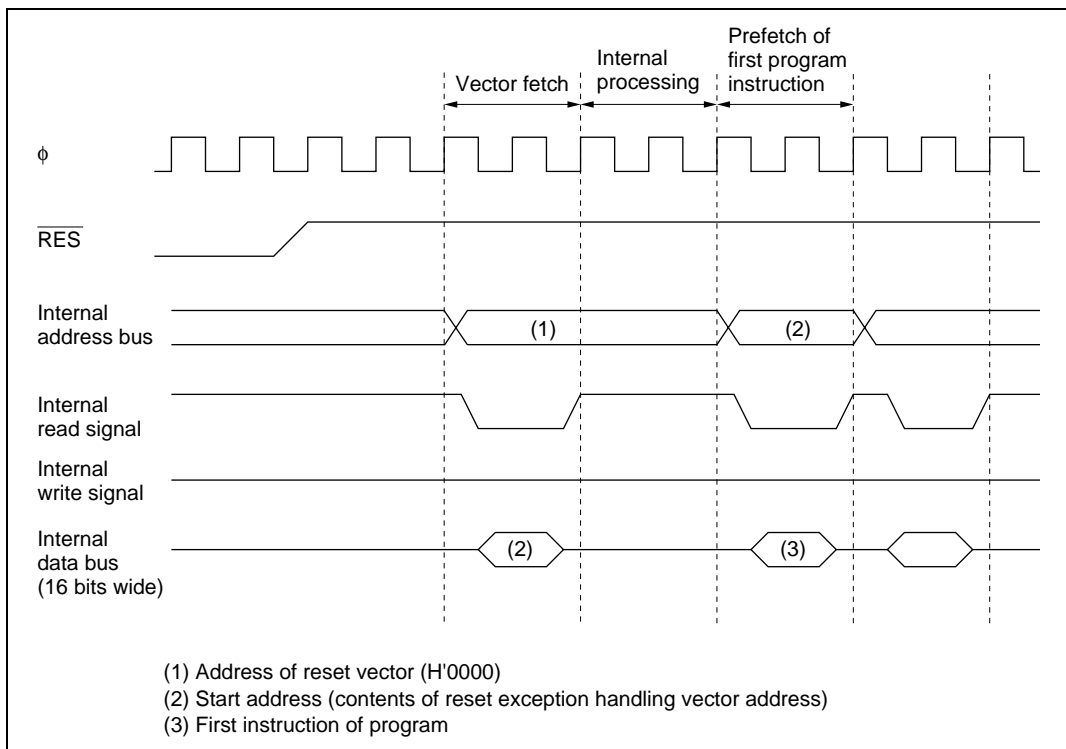 Prefetch of
first program
instruction
Internal
processing
Vector fetch
ϕ
RES
Internal
address bus
(1)
(2)
Internal
read signal
Internal
write signal
Internal
data bus
(16 bits wide)
(2)
(3)
(1) Address of reset vector (H'0000)
(2) Start address (contents of reset exception handling vector address)
(3) First instruction of program